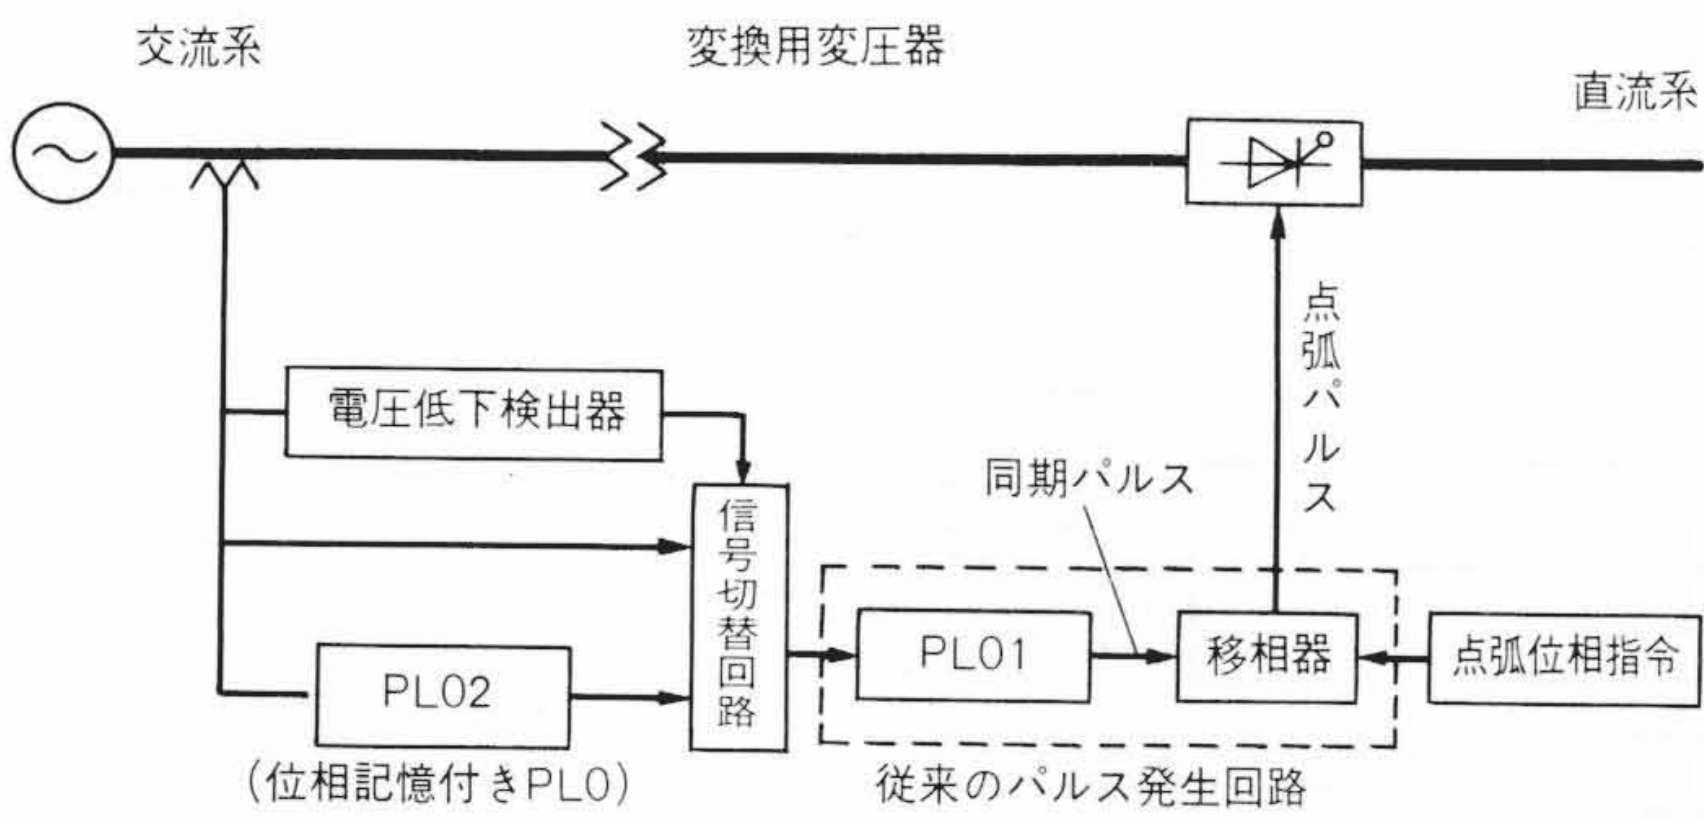 交流系
変換用変圧器
直流系
点弧パルス
電圧低下検出器
同期パルス
信号切替回路
PLO1
移相器
点弧位相指令
PLO2
(位相記憶付きPLO)
従来のパルス発生回路